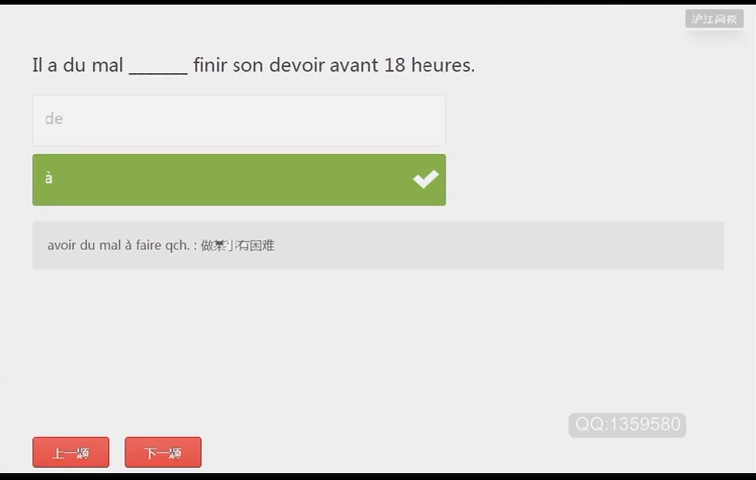 沪江网校
Il a du mal _______ finir son devoir avant 18 heures.
de
à
avoir du mal à faire qch. : 做某事有困难
QQ:1359580
上一题 下一题